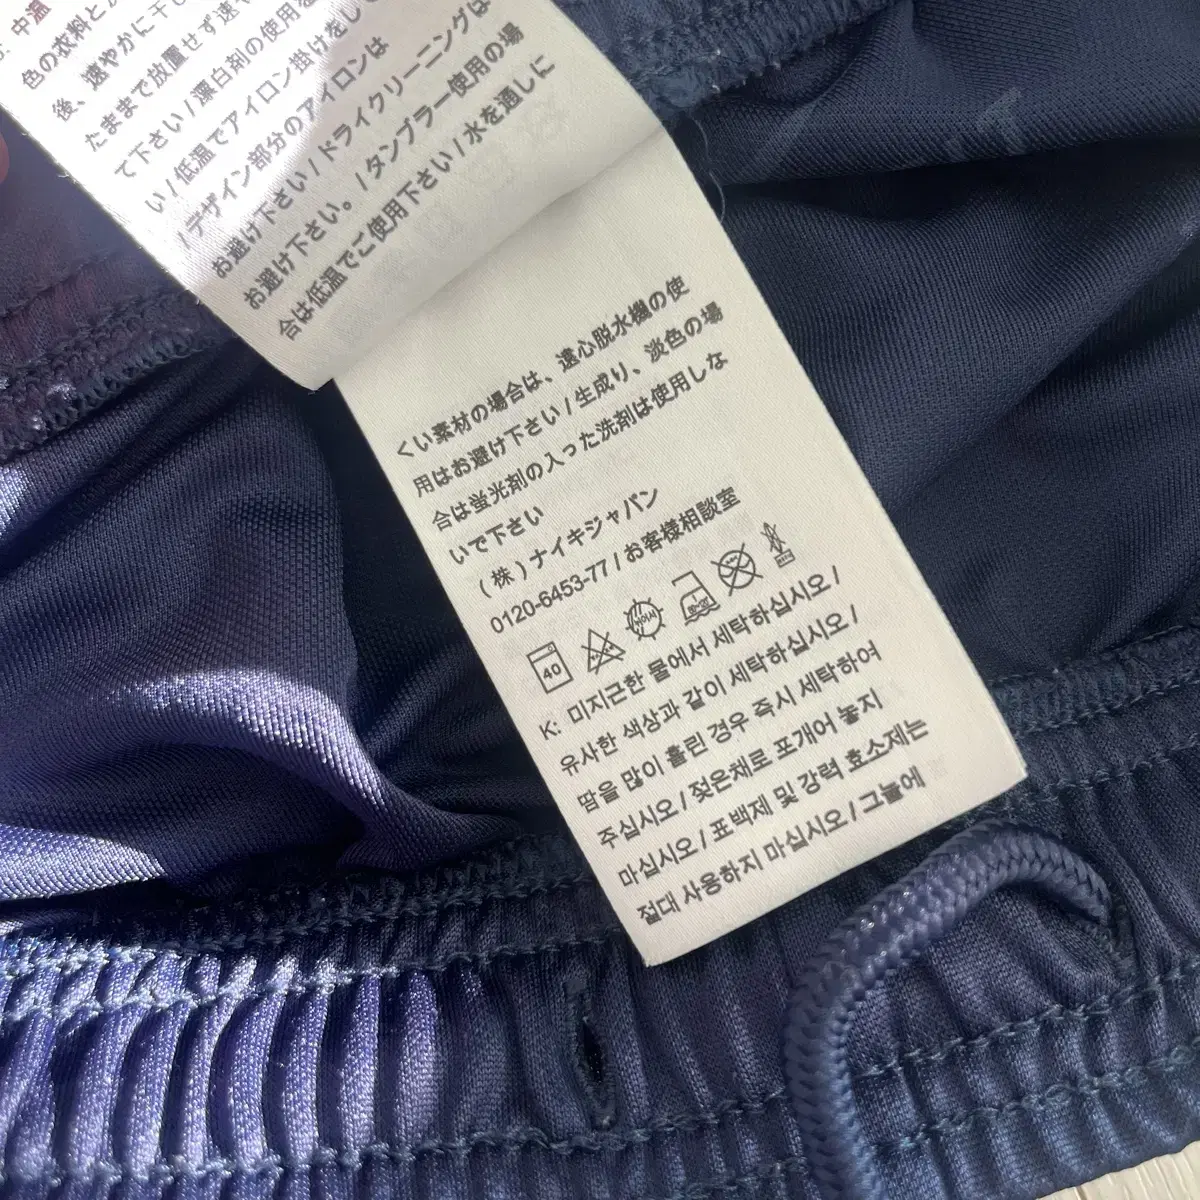 : 中温
色の衣料と
後、速やかに干し
たままで放置せず速や
て下さい / 漂白剤の使用を
い / 低温でアイロン掛けをし
/ デザイン部分のアイロンは
お避け下さい / ドライクリーニングは
お避け下さい。/ タンブラー使用の場
合は低温でご使用下さい / 水を通しに
くい素材の場合は、遠心脱水機の使
用はお避け下さい / 生成り、淡色の場
合は蛍光剤の入った洗剤は使用しな
いで下さい
(株) ナイキジャパン
0120-6453-77 / お客様相談室
40
K: 미지근한 물에서 세탁하십시오 /
유사한 색상과 같이 세탁하십시오 /
땀을 많이 흘린 경우 즉시 세탁하여
주십시오 / 젖은채로 포개어 놓지
마십시오 / 표백제 및 강력 효소제는
절대 사용하지 마십시오 / 그늘에